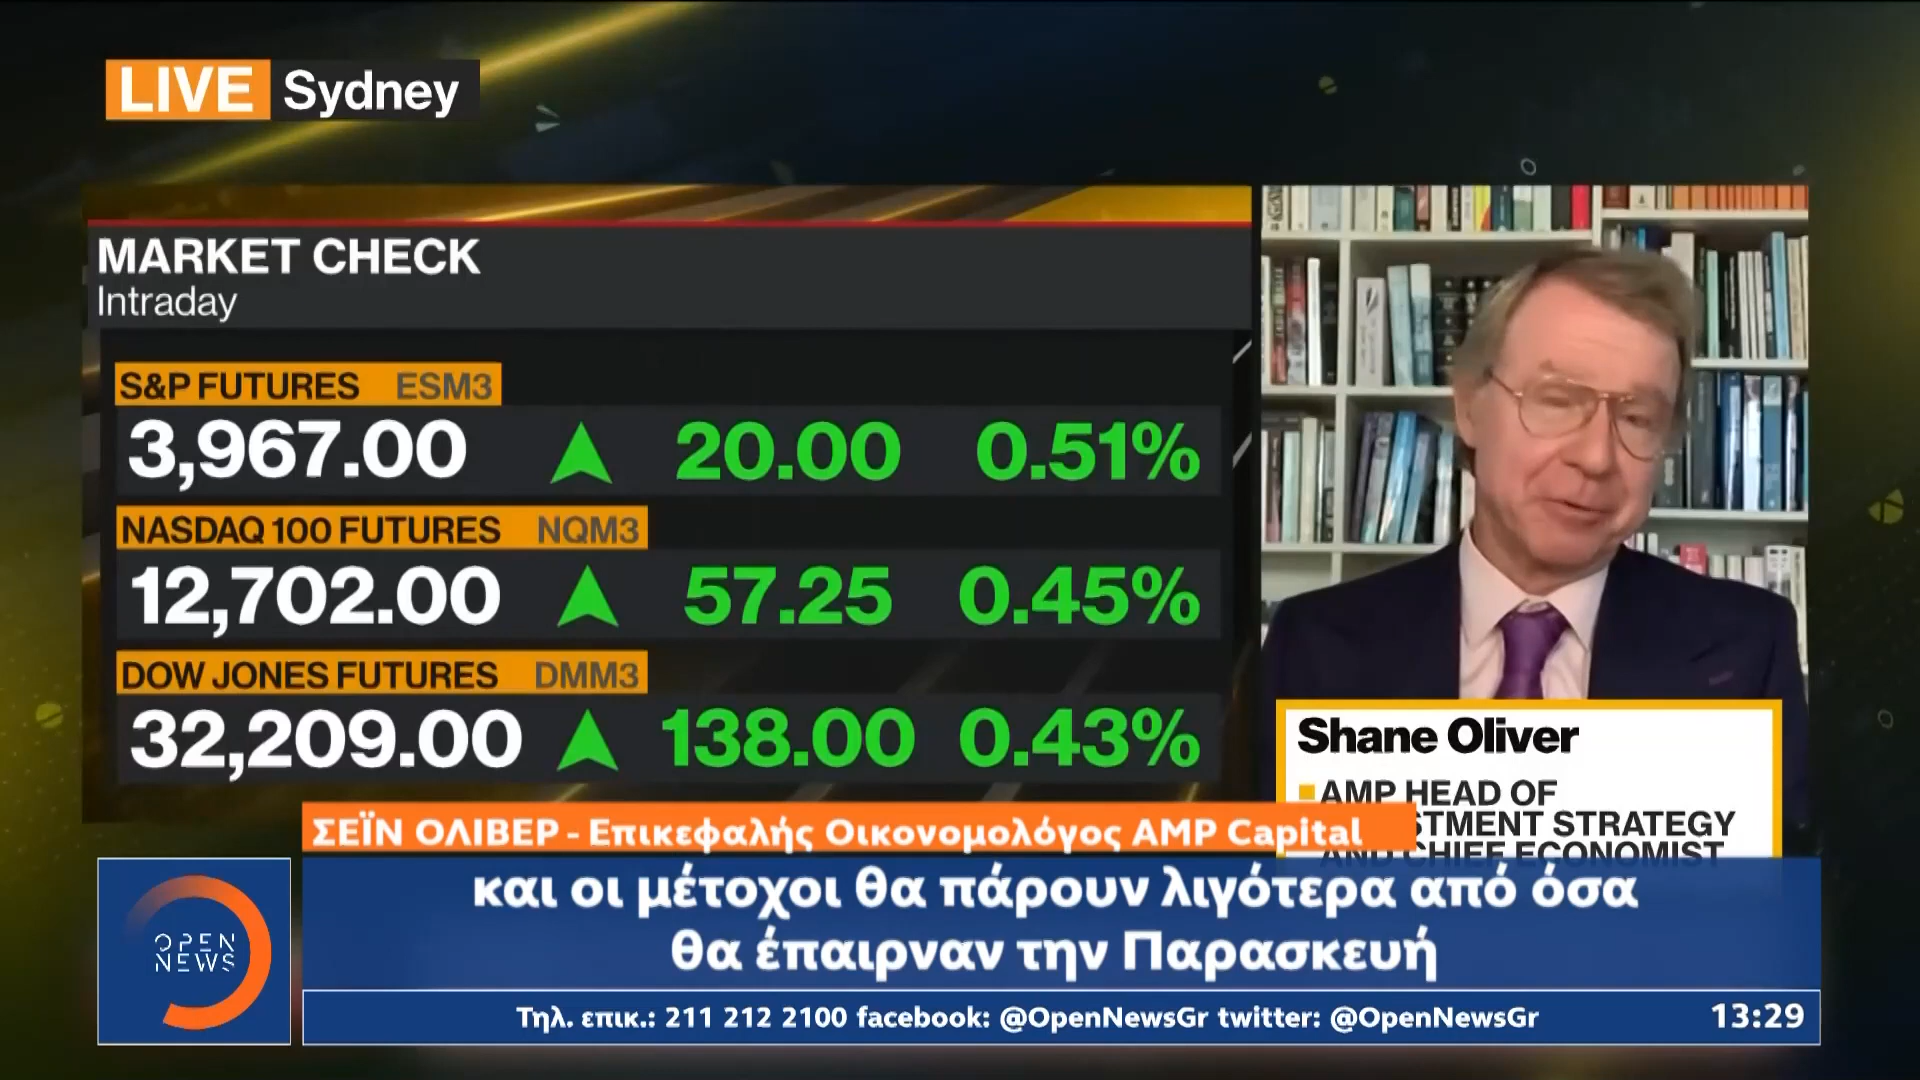 LIVE Sydney
MARKET CHECK
Intraday
S&P FUTURES ESM3
3,967.00 20.00 0.51%
NASDAQ 100 FUTURES NQM3
12,702.00 57.25 0.45%
DOW JONES FUTURES DMM3
32,209.00 138.00 0.43%
Shane Oliver
AMP HEAD OF
STMENT STRATEGY
AND CHIEF ECONOMIST
ΣΕΪΝ ΟΛΙΒΕΡ - Επικεφαλής Οικονομολόγος AMP Capital
και οι μέτοχοι θα πάρουν λιγότερα από όσα
θα έπαιρναν την Παρασκευή
OPEN
NEWS
Τηλ. επικ.: 211 212 2100 facebook: @OpenNewsGr twitter: @OpenNewsGr 13:29